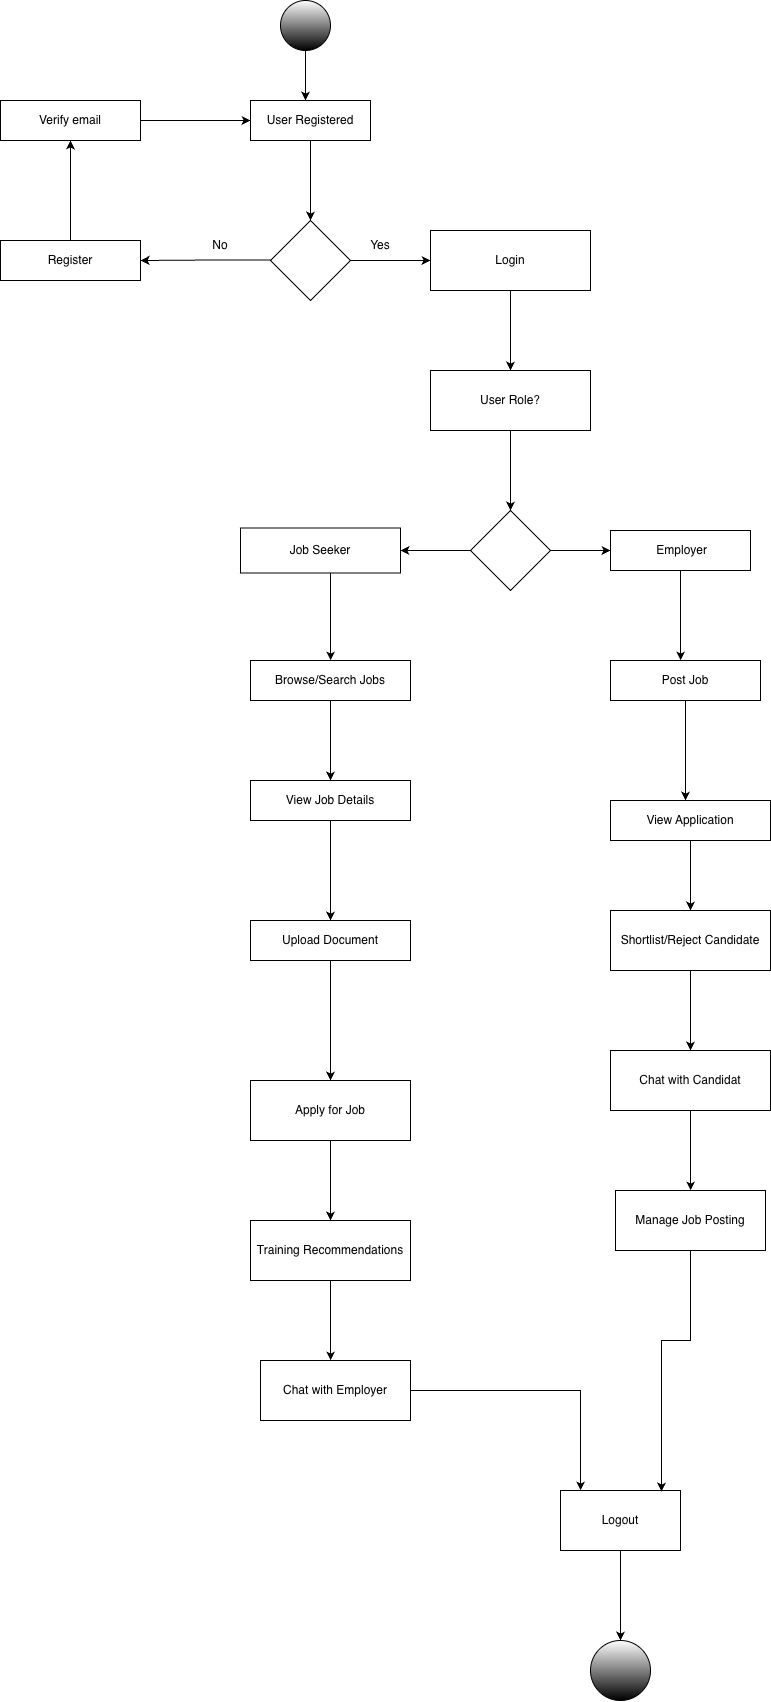 Verify email
User Registered
No
Yes
Register
Login
User Role?
Job Seeker
Employer
Browse/Search Jobs
Post Job
View Job Details
View Application
Upload Document
Shortlist/Reject Candidate
Chat with Candidat
Apply for Job
Manage Job Posting
Training Recommendations
Chat with Employer
Logout